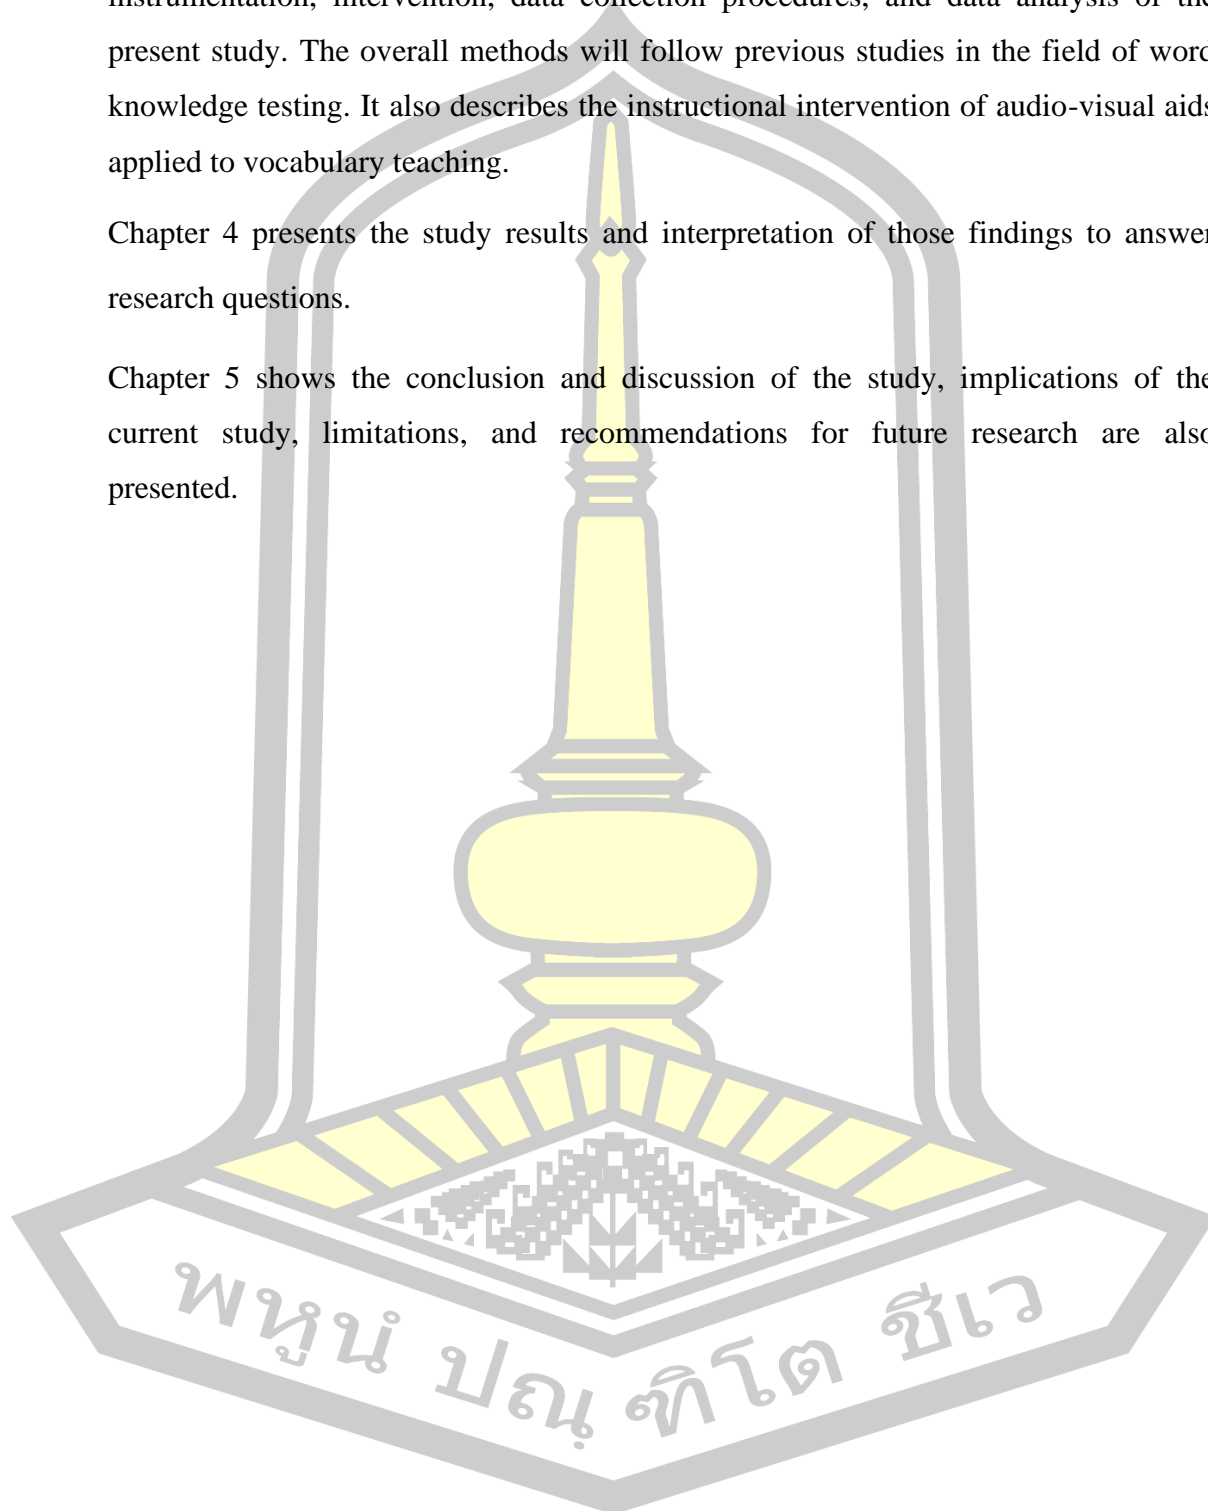 instrumentation, intervention, data collection procedures, and data analysis of the
present study. The overall methods will follow previous studies in the field of word
knowledge testing. It also describes the instructional intervention of audio-visual aids
applied to vocabulary teaching.
Chapter 4 presents the study results and interpretation of those findings to answer
research questions.
Chapter 5 shows the conclusion and discussion of the study, implications of the
current study, limitations, and recommendations for future research are also
presented.
พหูนํ ปณฺฑิโต ชีเว